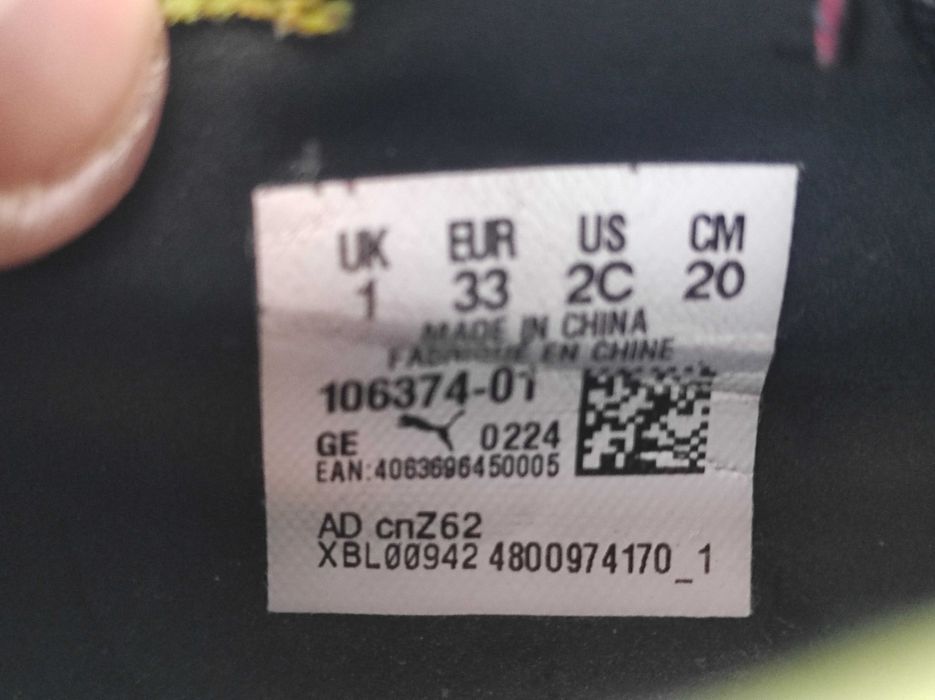 UK EUR US CM
1 33 2C 20
MADE IN CHINA
FABRIQUÉ EN CHINE
106374-01
GE 0224
EAN:4063696450005
AD cnZ62
XBL00942 4800974170_1